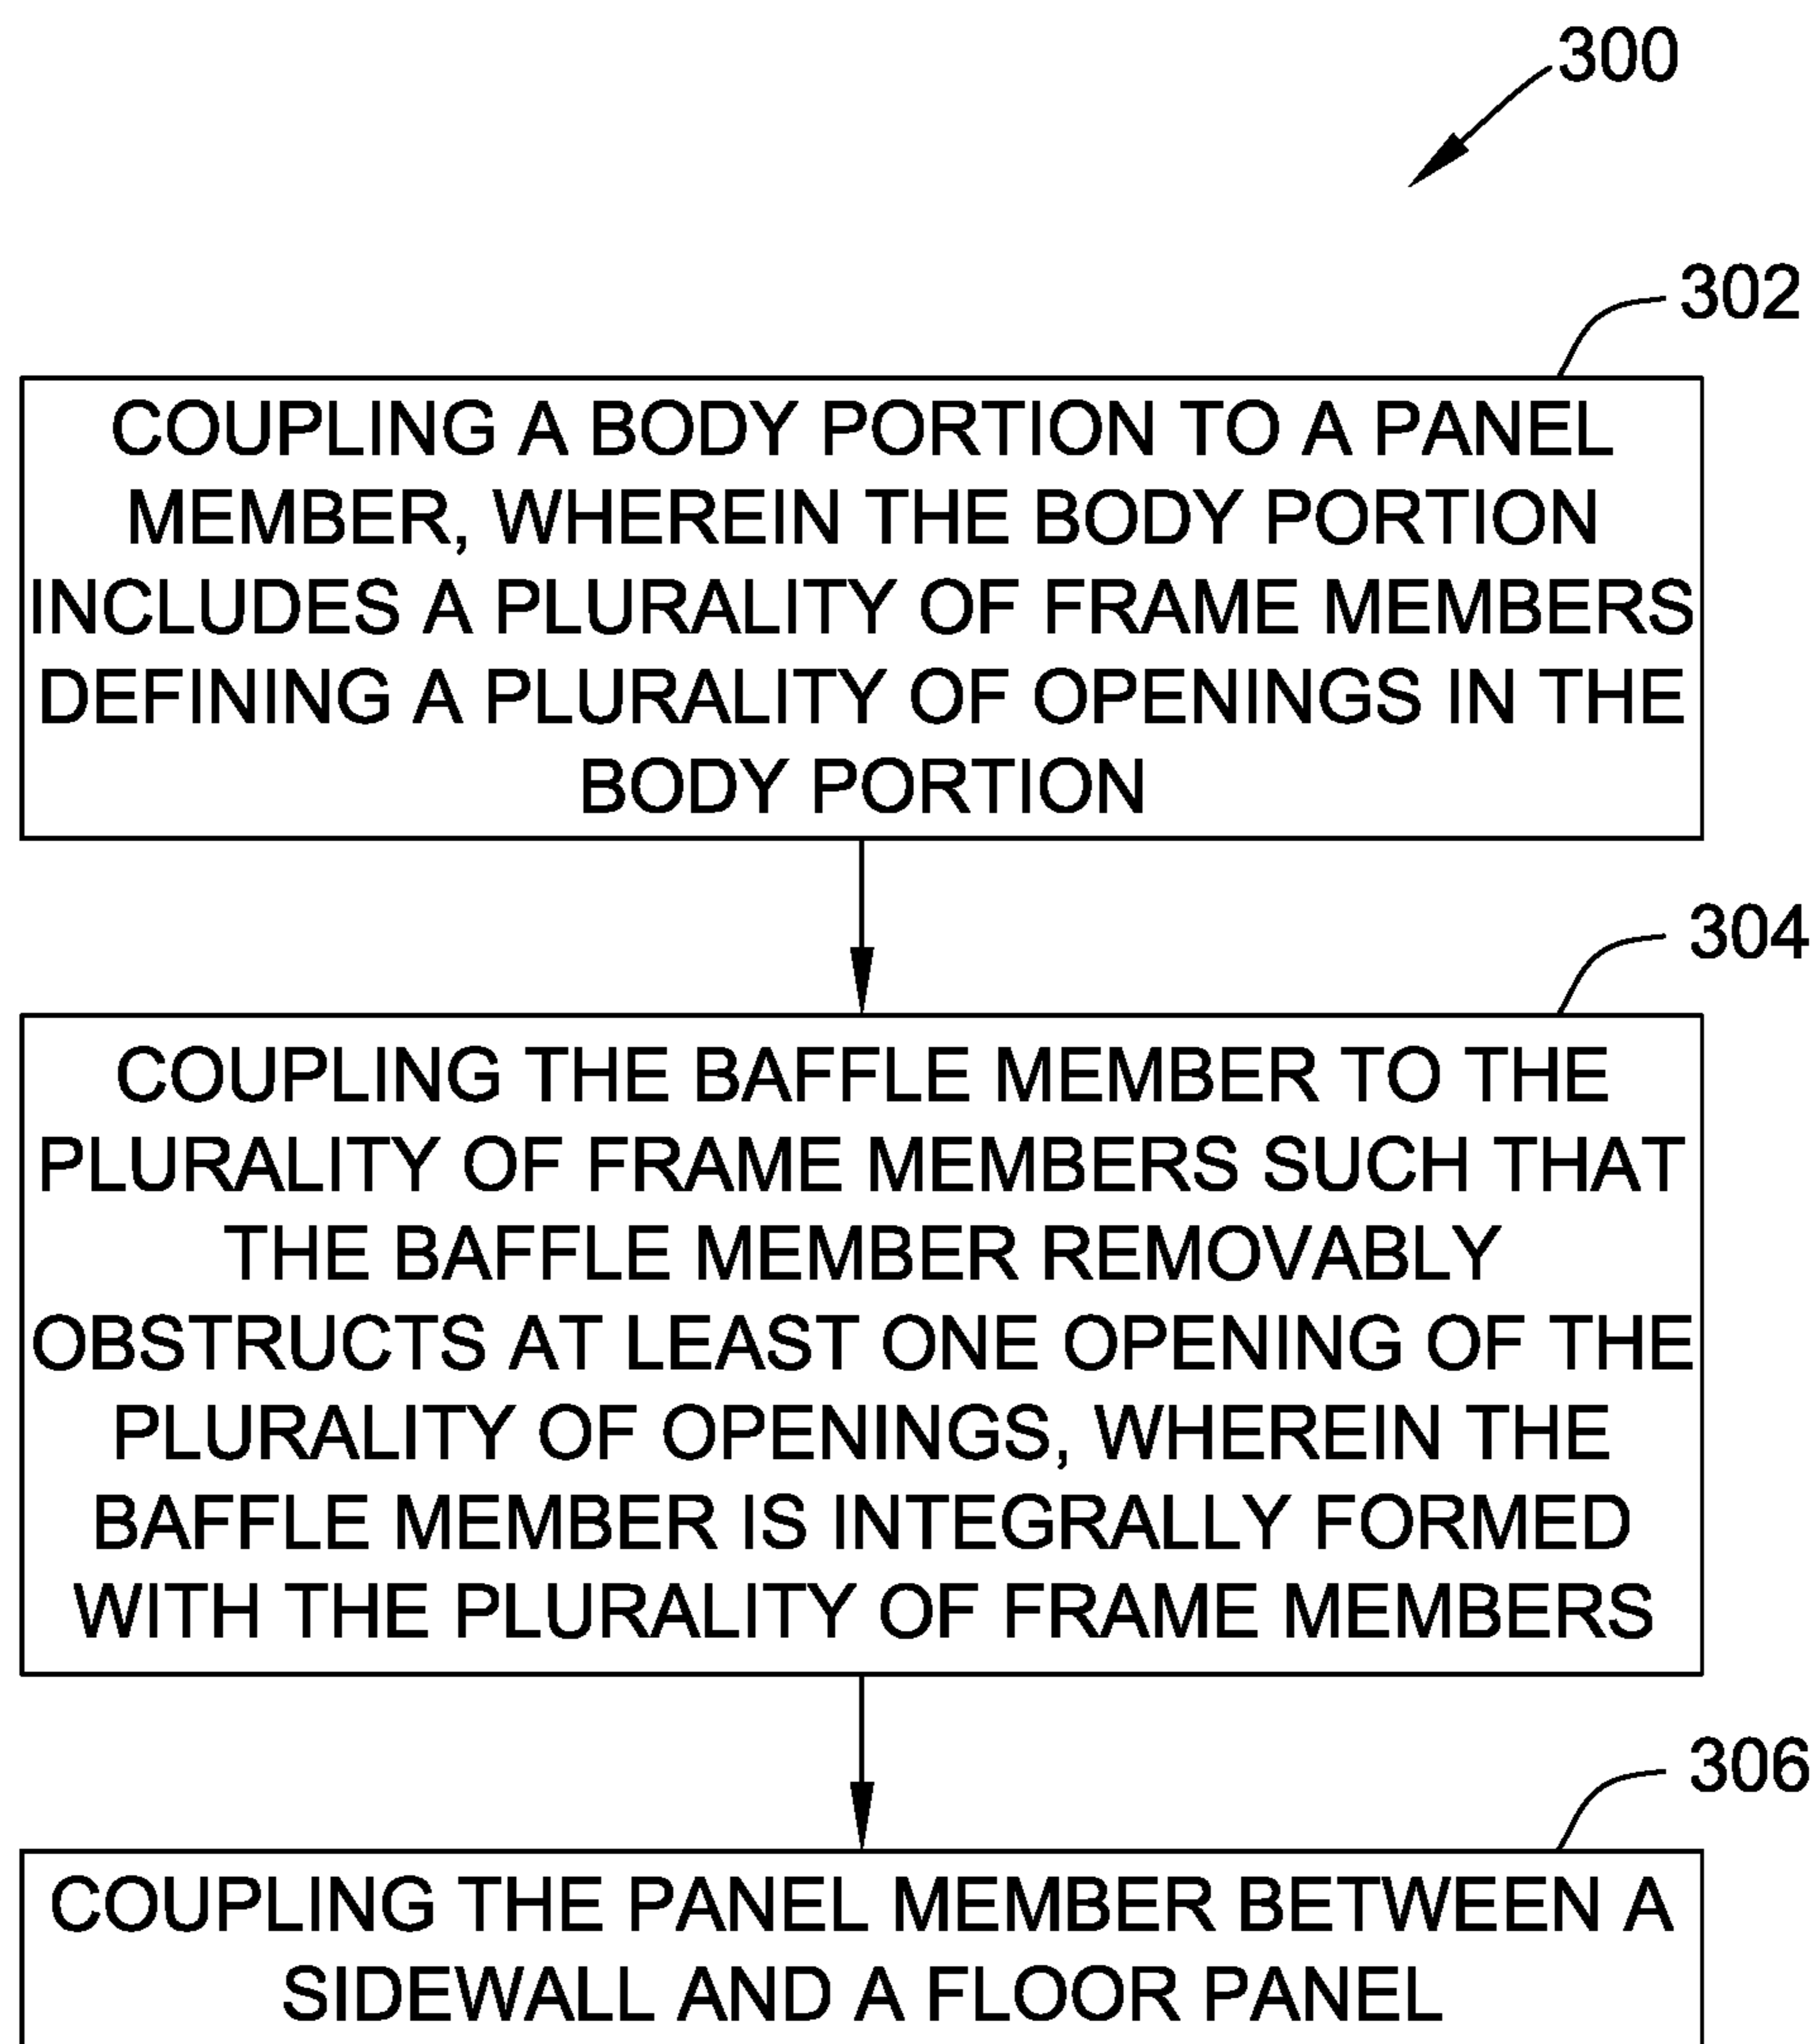 300
302
COUPLING A BODY PORTION TO A PANEL
MEMBER, WHEREIN THE BODY PORTION
INCLUDES A PLURALITY OF FRAME MEMBERS
DEFINING A PLURALITY OF OPENINGS IN THE
BODY PORTION
304
COUPLING THE BAFFLE MEMBER TO THE
PLURALITY OF FRAME MEMBERS SUCH THAT
THE BAFFLE MEMBER REMOVABLY
OBSTRUCTS AT LEAST ONE OPENING OF THE
PLURALITY OF OPENINGS, WHEREIN THE
BAFFLE MEMBER IS INTEGRALLY FORMED
WITH THE PLURALITY OF FRAME MEMBERS
306
COUPLING THE PANEL MEMBER BETWEEN A
SIDEWALL AND A FLOOR PANEL